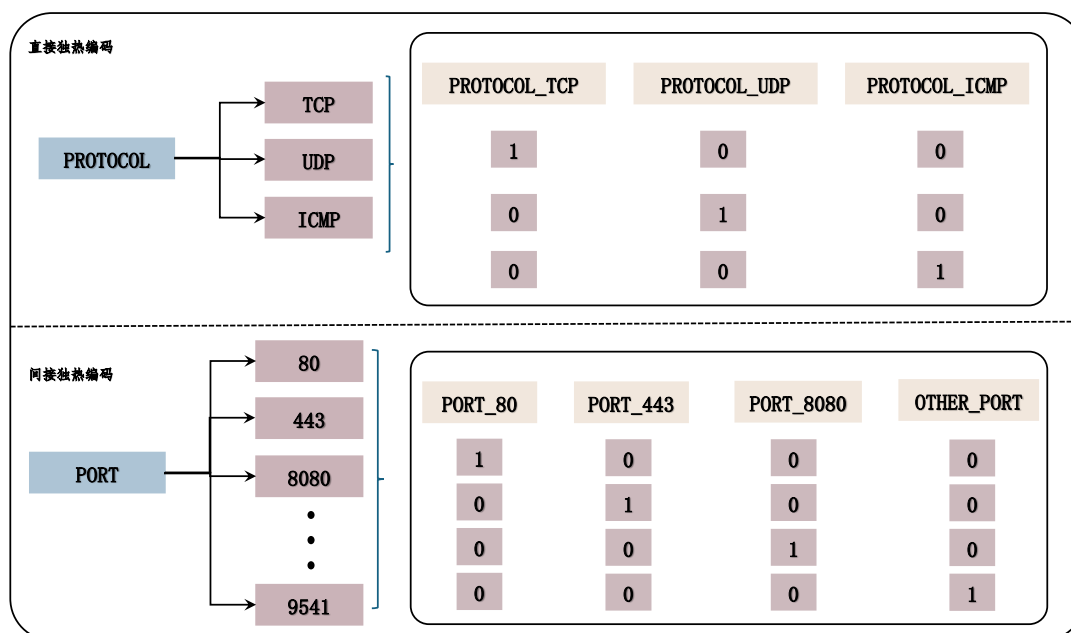 直接独热编码
PROTOCOL
TCP
UDP
ICMP
PROTOCOL_TCP PROTOCOL_UDP PROTOCOL_ICMP
1 0 0
0 1 0
0 0 1
间接独热编码
PORT
80
443
8080
9541
PORT_80 PORT_443 PORT_8080 OTHER_PORT
1 0 0 0
0 1 0 0
0 0 1 0
0 0 0 1